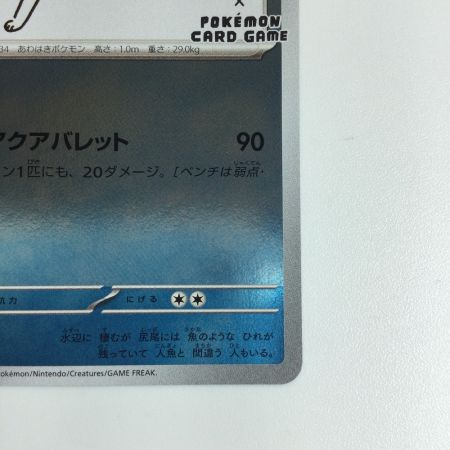 ×
POKÉMON
CARD GAME
34 あわはきポケモン 高さ：1.0m 重さ：29.0kg
アクアバレット 90
ン1匹にも、20ダメージ。［ベンチは弱点・
抗力 にげる
水辺に 棲むが 尻尾には 魚のような ひれが
残っていて 人魚と 間違う 人もいる。
Pokémon/Nintendo/Creatures/GAME FREAK.